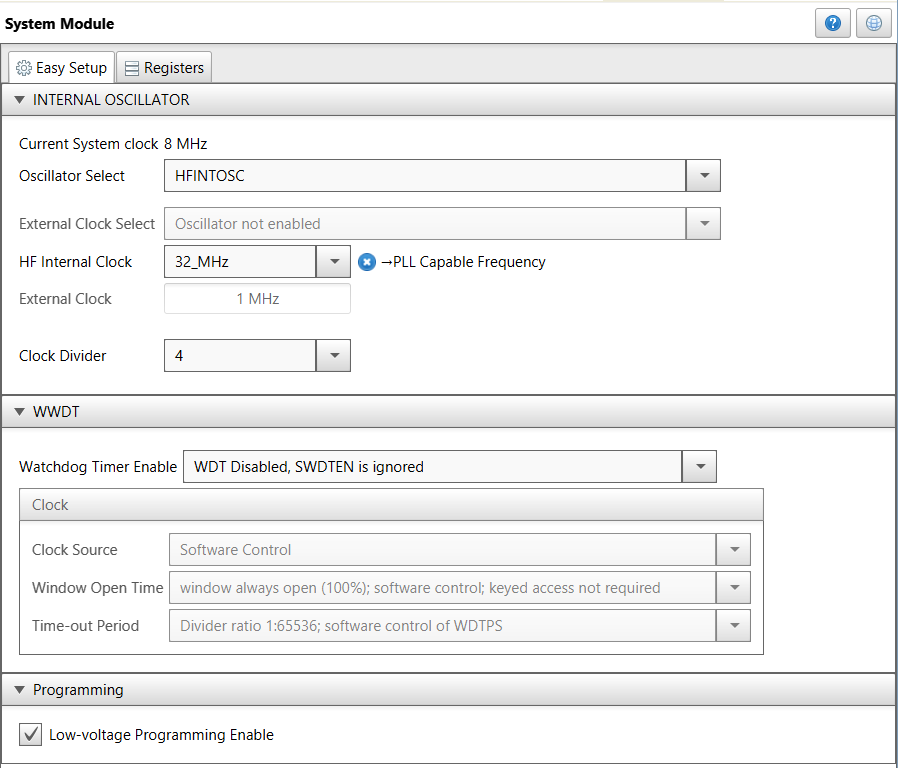 System Module
Easy Setup Registers
INTERNAL OSCILLATOR
Current System clock 8 MHz
Oscillator Select HFINTOSC
External Clock Select Oscillator not enabled
HF Internal Clock 32_MHz →PLL Capable Frequency
External Clock 1 MHz
Clock Divider 4
WWDT
Watchdog Timer Enable WDT Disabled, SWDTEN is ignored
Clock
Clock Source Software Control
Window Open Time window always open (100%); software control; keyed access not required
Time-out Period Divider ratio 1:65536; software control of WDTPS
Programming
Low-voltage Programming Enable